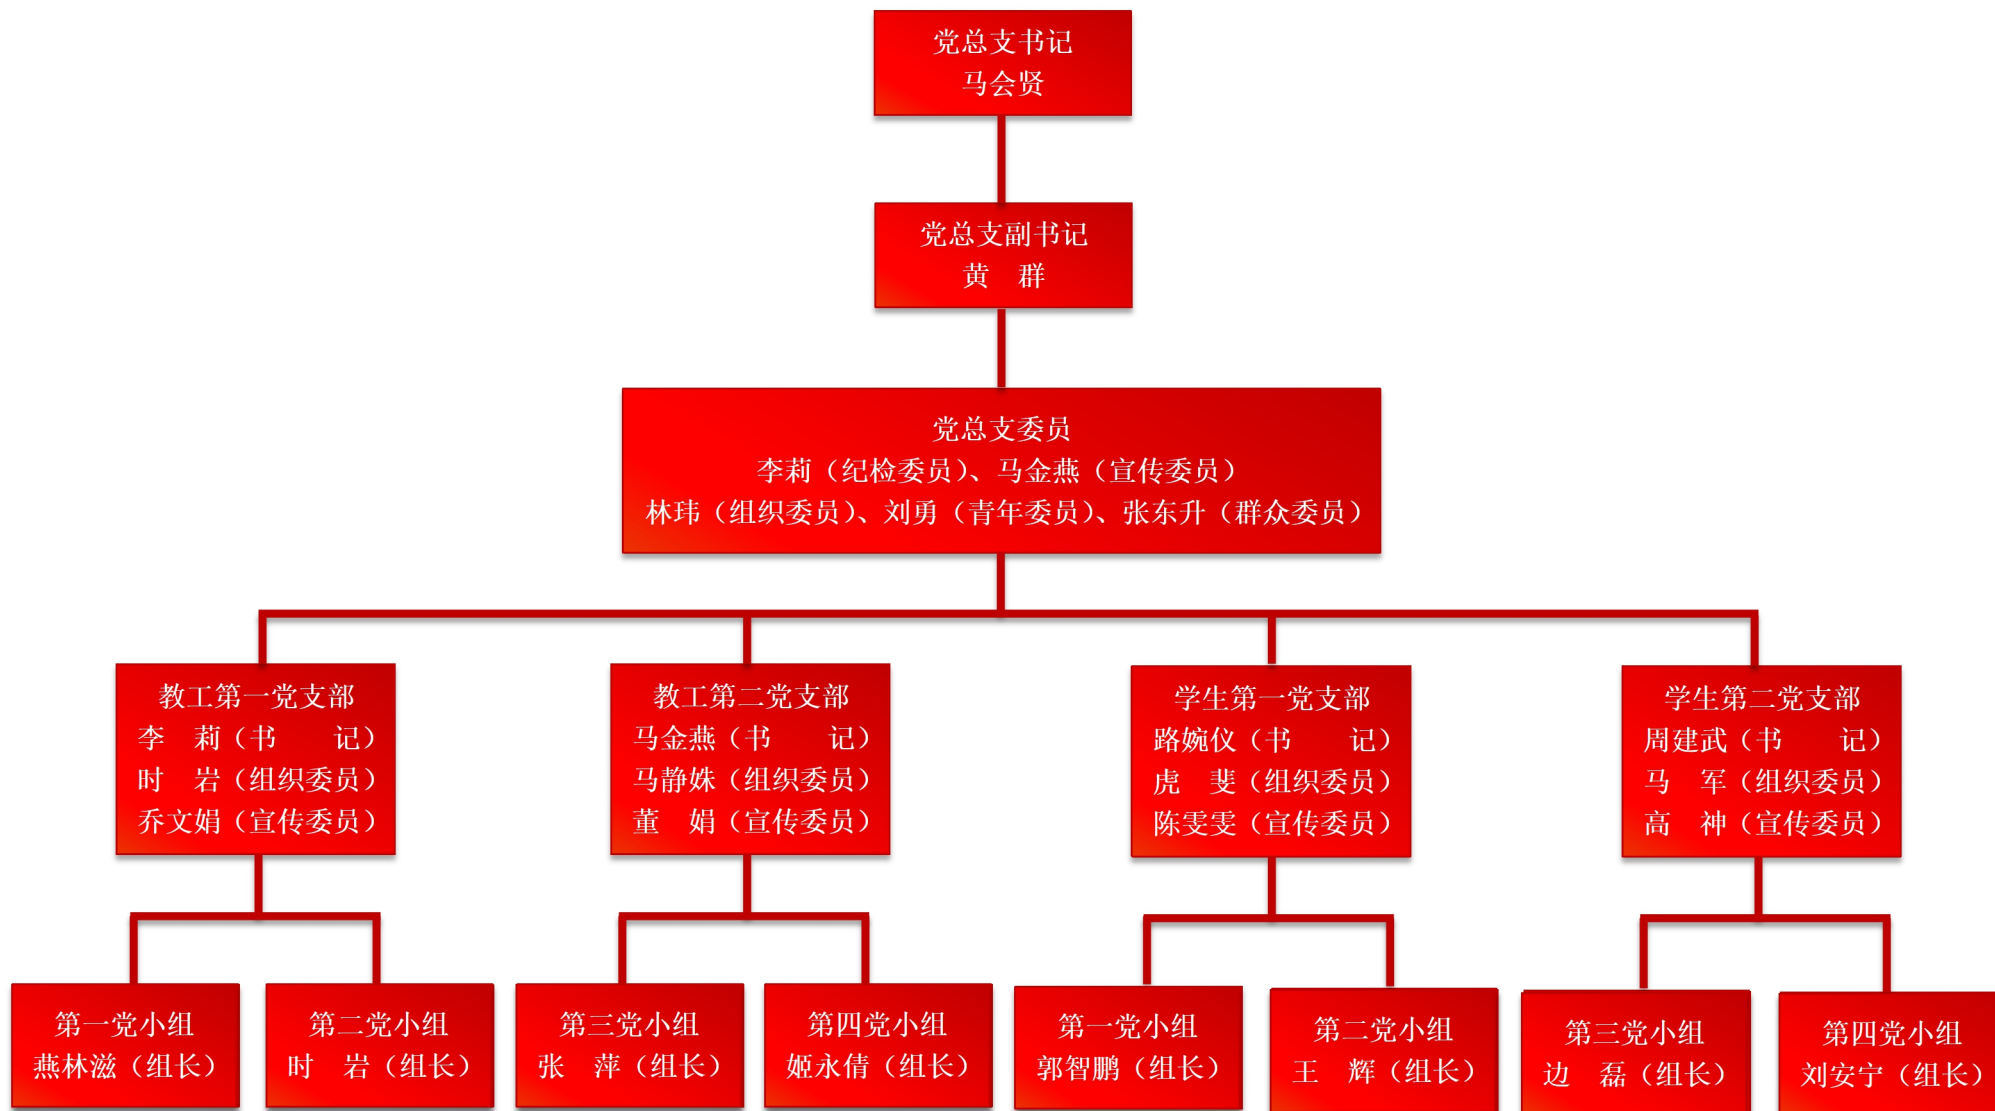 党总支书记
马会贤
党总支副书记
黄　群
党总支委员
李莉（纪检委员）、马金燕（宣传委员）
林玮（组织委员）、刘勇（青年委员）、张东升（群众委员）
教工第一党支部
李　莉（书　　记）
时　岩（组织委员）
乔文娟（宣传委员）
教工第二党支部
马金燕（书　　记）
马静姝（组织委员）
董　娟（宣传委员）
学生第一党支部
路婉仪（书　　记）
虎　斐（组织委员）
陈雯雯（宣传委员）
学生第二党支部
周建武（书　　记）
马　军（组织委员）
高　神（宣传委员）
第一党小组
燕林滋（组长）
第二党小组
时　岩（组长）
第三党小组
张　萍（组长）
第四党小组
姬永倩（组长）
第一党小组
郭智鹏（组长）
第二党小组
王　辉（组长）
第三党小组
边　磊（组长）
第四党小组
刘安宁（组长）